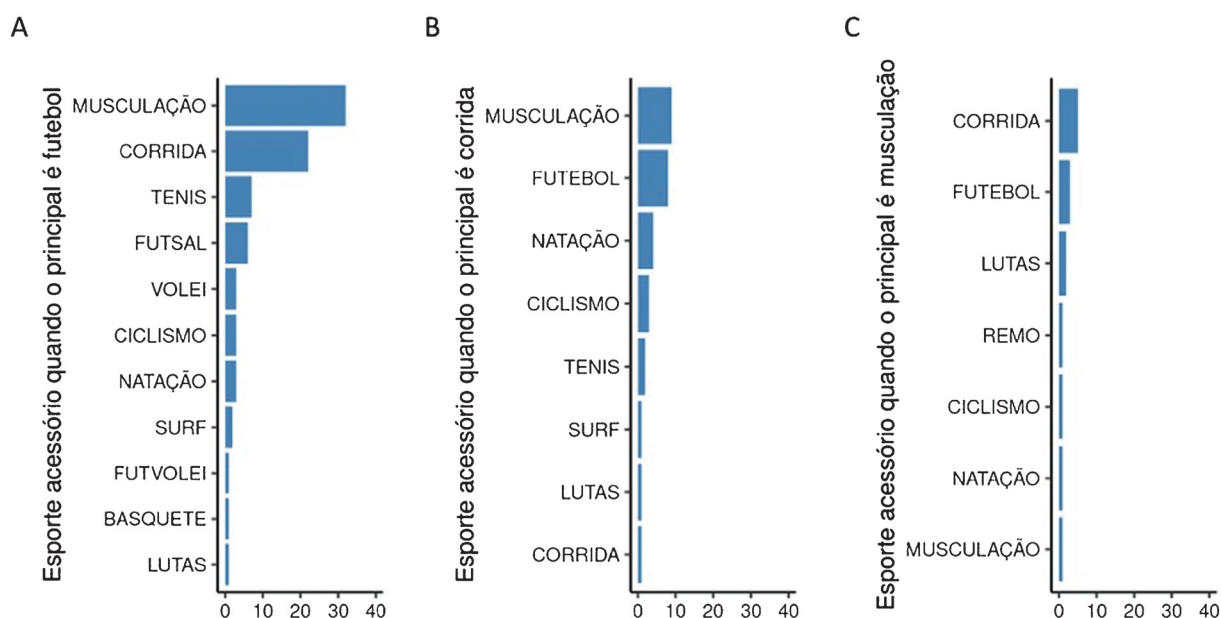 A
Esporte acessório quando o principal é futebol
MUSCULAÇÃO
CORRIDA
TENIS
FUTSAL
VOLEI
CICLISMO
NATAÇÃO
SURF
FUTVOLEI
BASQUETE
LUTAS
0 10 20 30 40
B
Esporte acessório quando o principal é corrida
MUSCULAÇÃO
FUTEBOL
NATAÇÃO
CICLISMO
TENIS
SURF
LUTAS
CORRIDA
0 10 20 30 40
C
Esporte acessório quando o principal é musculação
CORRIDA
FUTEBOL
LUTAS
REMO
CICLISMO
NATAÇÃO
MUSCULAÇÃO
0 10 20 30 40